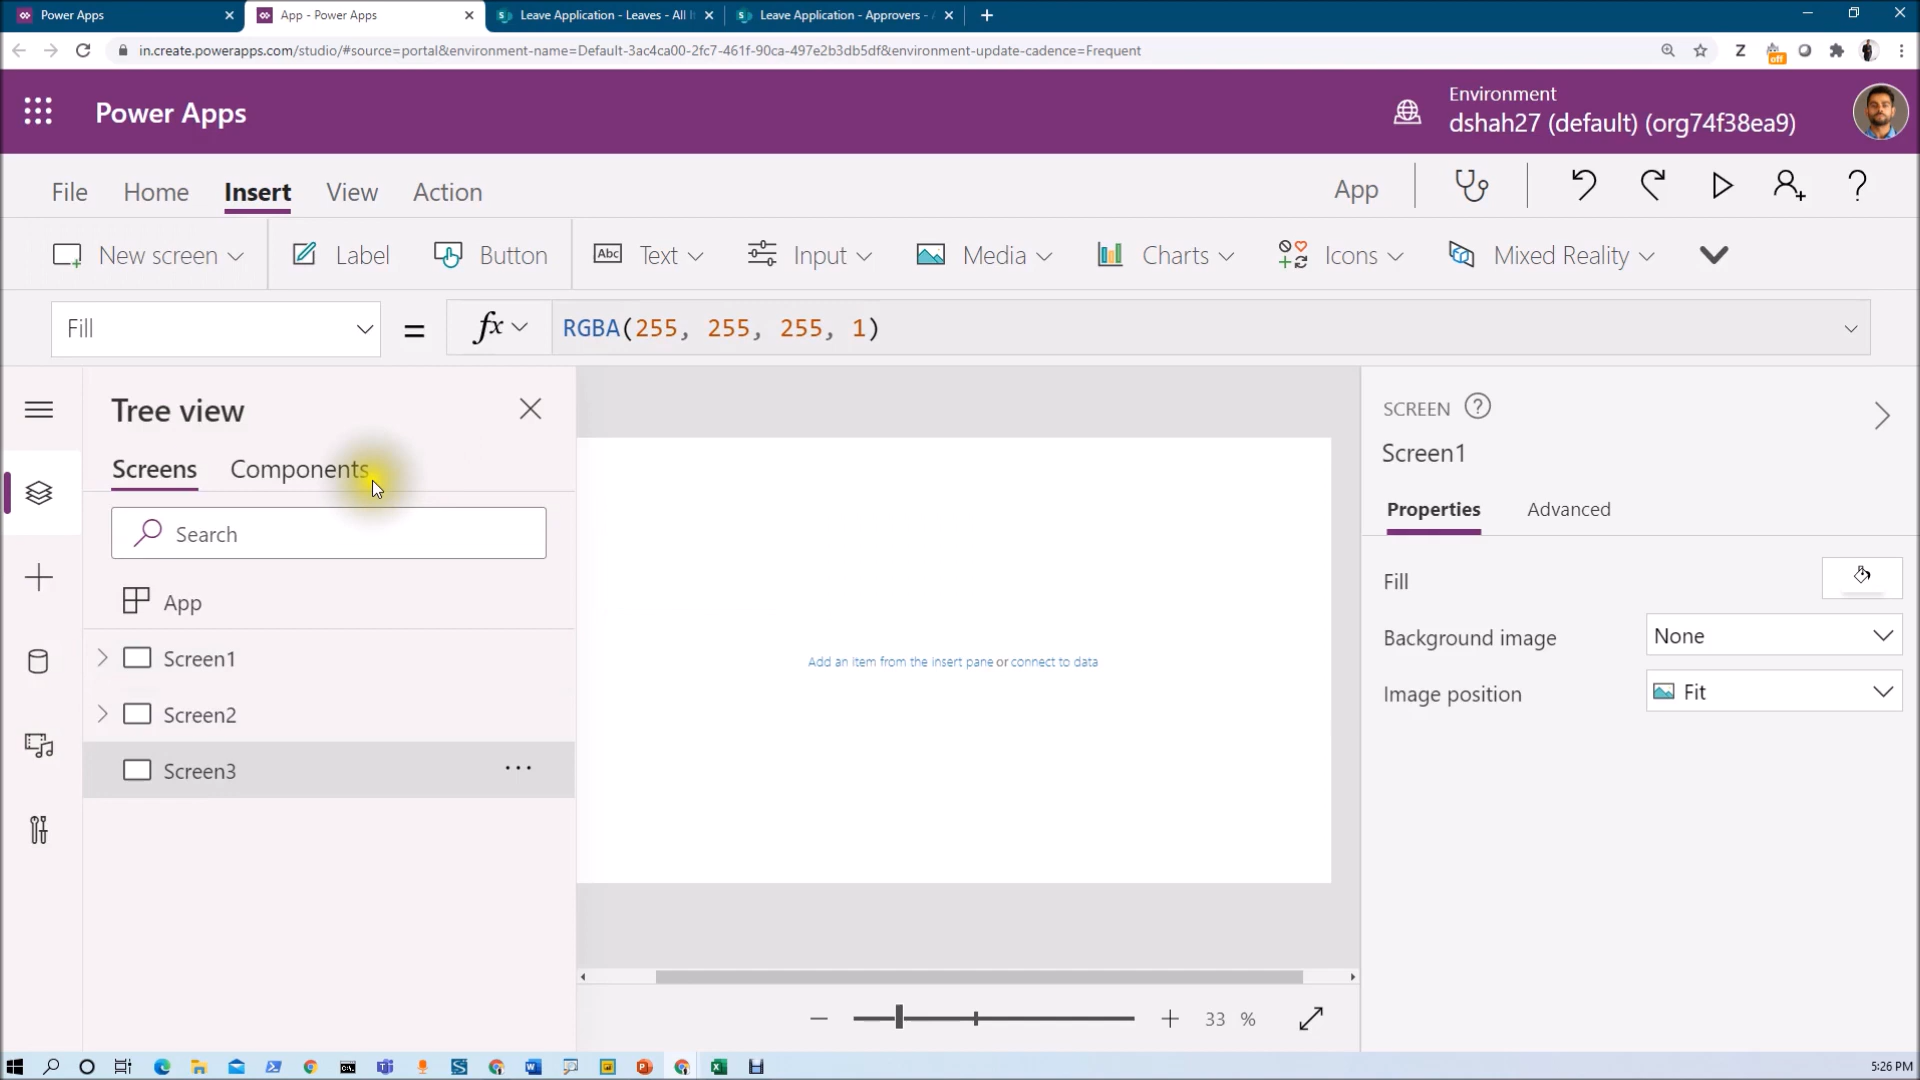 Power Apps
App - Power Apps
Leave Application - Leaves - All
Leave Application - Approvers -
in.create.powerapps.com/studio/#source=portal&environment-name=Default-3ac4ca00-2fc7-461f-90ca-497e2b3db5df&environment-update-cadence=Frequent
Z
off
Power Apps
Environment
dshah27 (default) (org74f38ea9)
File Home Insert View Action
App
?
New screen
Label
Button
Abc Text
Input
Media
Charts
Icons
Mixed Reality
Fill
=
fx
RGBA(255, 255, 255, 1)
Tree view
Screens Components
Search
App
Screen1
Screen2
Screen3
...
Add an item from the insert pane or connect to data
33 %
SCREEN ?
Screen1
Properties Advanced
Fill
Background image None
Image position Fit
5:26 PM